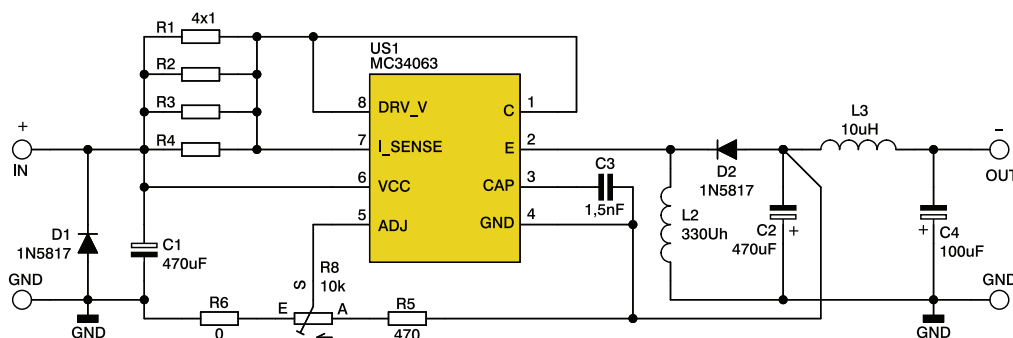 R1 4x1
R2
R3
R4
US1
MC34063
8 DRV_V C 1
7 I_SENSE E 2
6 VCC CAP 3
5 ADJ GND 4
+
IN
D1
1N5817
GND
GND
C1
470uF
R6
0
S
R8
10k
E A
R5
470
C3
1,5nF
D2
1N5817
L2
330Uh
C2
470uF
+
L3
10uH
C4
100uF
+
-
OUT
GND
GND